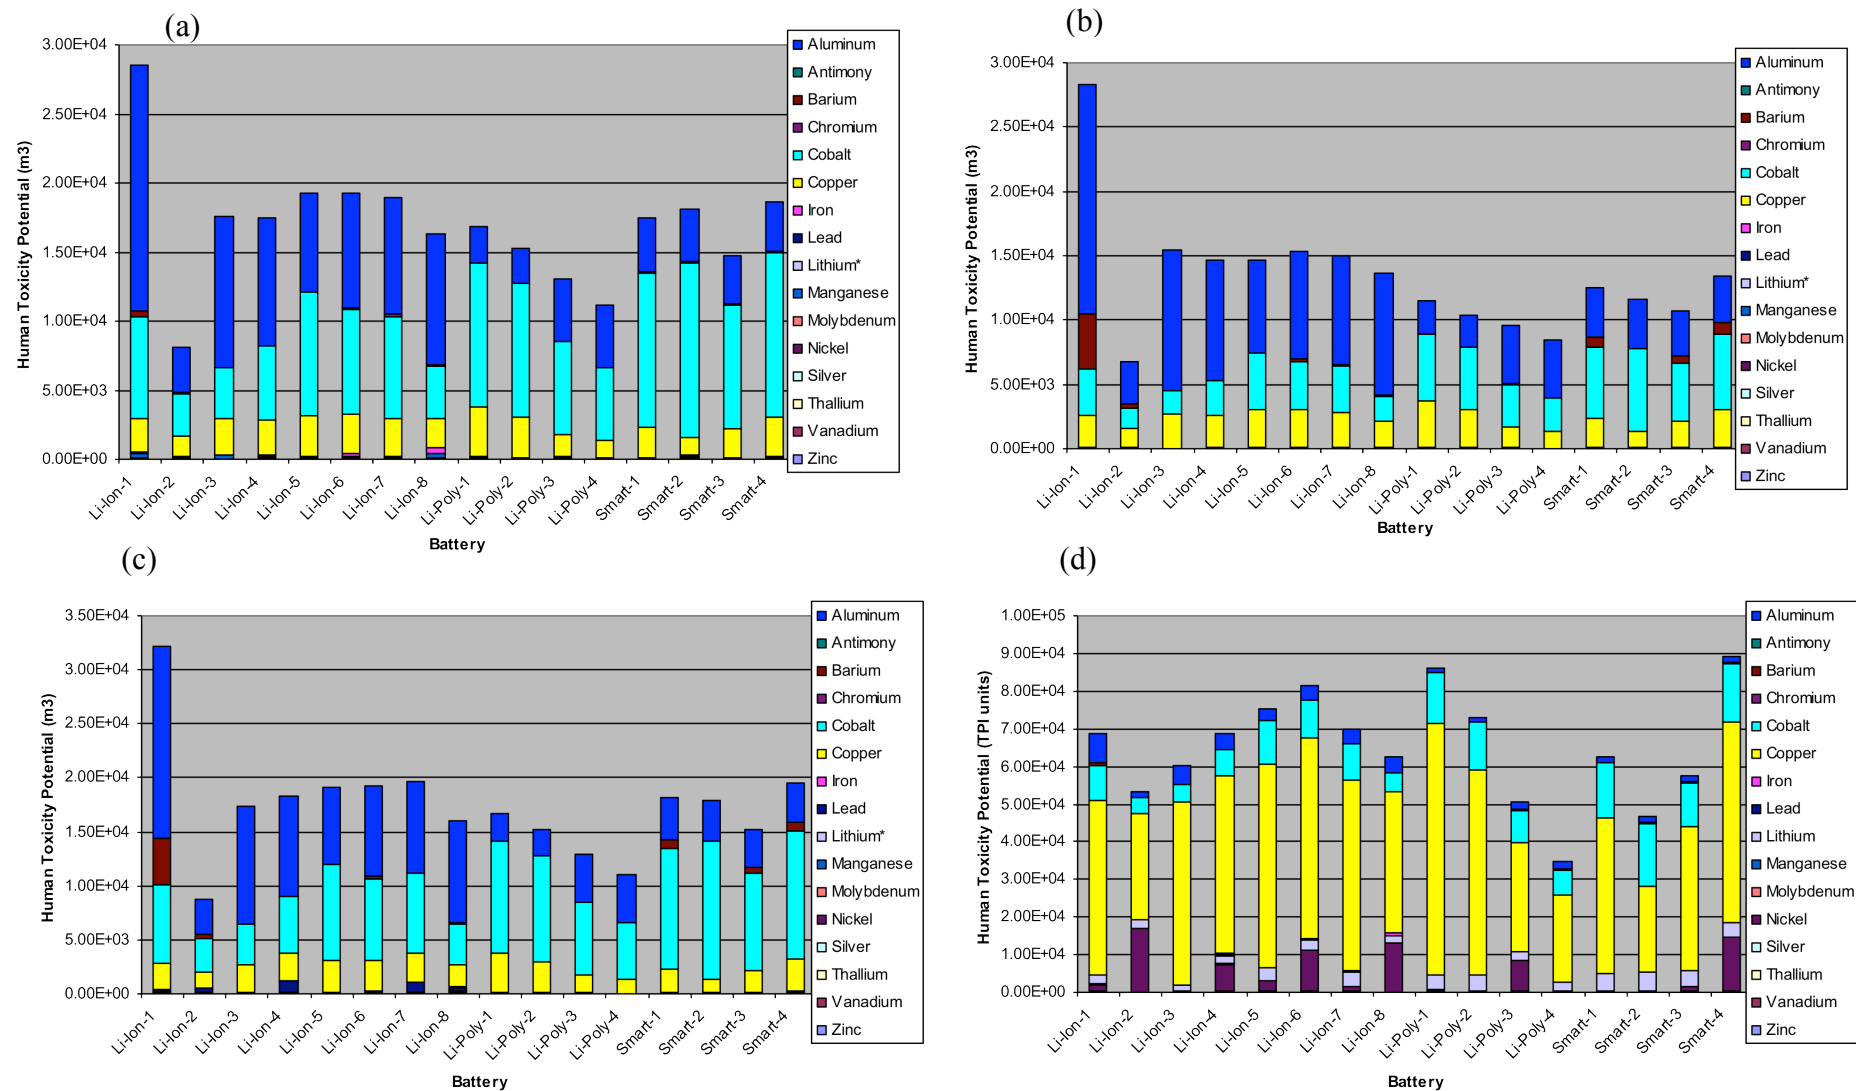 (a)
3.00E+04
2.50E+04
2.00E+04
1.50E+04
1.00E+04
5.00E+03
0.00E+00
Human Toxicity Potential (m3)
Li-Ion-1
Li-Ion-2
Li-Ion-3
Li-Ion-4
Li-Ion-5
Li-Ion-6
Li-Ion-7
Li-Ion-8
Li-Poly-1
Li-Poly-2
Li-Poly-3
Li-Poly-4
Smart-1
Smart-2
Smart-3
Smart-4
Battery
Aluminum
Antimony
Barium
Chromium
Cobalt
Copper
Iron
Lead
Lithium*
Manganese
Molybdenum
Nickel
Silver
Thallium
Vanadium
Zinc
(b)
3.00E+04
2.50E+04
2.00E+04
1.50E+04
1.00E+04
5.00E+03
0.00E+00
Human Toxicity Potential (m3)
Li-Ion-1
Li-Ion-2
Li-Ion-3
Li-Ion-4
Li-Ion-5
Li-Ion-6
Li-Ion-7
Li-Ion-8
Li-Poly-1
Li-Poly-2
Li-Poly-3
Li-Poly-4
Smart-1
Smart-2
Smart-3
Smart-4
Battery
Aluminum
Antimony
Barium
Chromium
Cobalt
Copper
Iron
Lead
Lithium*
Manganese
Molybdenum
Nickel
Silver
Thallium
Vanadium
Zinc
(c)
3.50E+04
3.00E+04
2.50E+04
2.00E+04
1.50E+04
1.00E+04
5.00E+03
0.00E+00
Human Toxicity Potential (m3)
Li-Ion-1
Li-Ion-2
Li-Ion-3
Li-Ion-4
Li-Ion-5
Li-Ion-6
Li-Ion-7
Li-Ion-8
Li-Poly-1
Li-Poly-2
Li-Poly-3
Li-Poly-4
Smart-1
Smart-2
Smart-3
Smart-4
Battery
Aluminum
Antimony
Barium
Chromium
Cobalt
Copper
Iron
Lead
Lithium*
Manganese
Molybdenum
Nickel
Silver
Thallium
Vanadium
Zinc
(d)
1.00E+05
9.00E+04
8.00E+04
7.00E+04
6.00E+04
5.00E+04
4.00E+04
3.00E+04
2.00E+04
1.00E+04
0.00E+00
Human Toxicity Potential (TPI units)
Li-Ion-1
Li-Ion-2
Li-Ion-3
Li-Ion-4
Li-Ion-5
Li-Ion-6
Li-Ion-7
Li-Ion-8
Li-Poly-1
Li-Poly-2
Li-Poly-3
Li-Poly-4
Smart-1
Smart-2
Smart-3
Smart-4
Battery
Aluminum
Antimony
Barium
Chromium
Cobalt
Copper
Iron
Lead
Lithium
Manganese
Molybdenum
Nickel
Silver
Thallium
Vanadium
Zinc